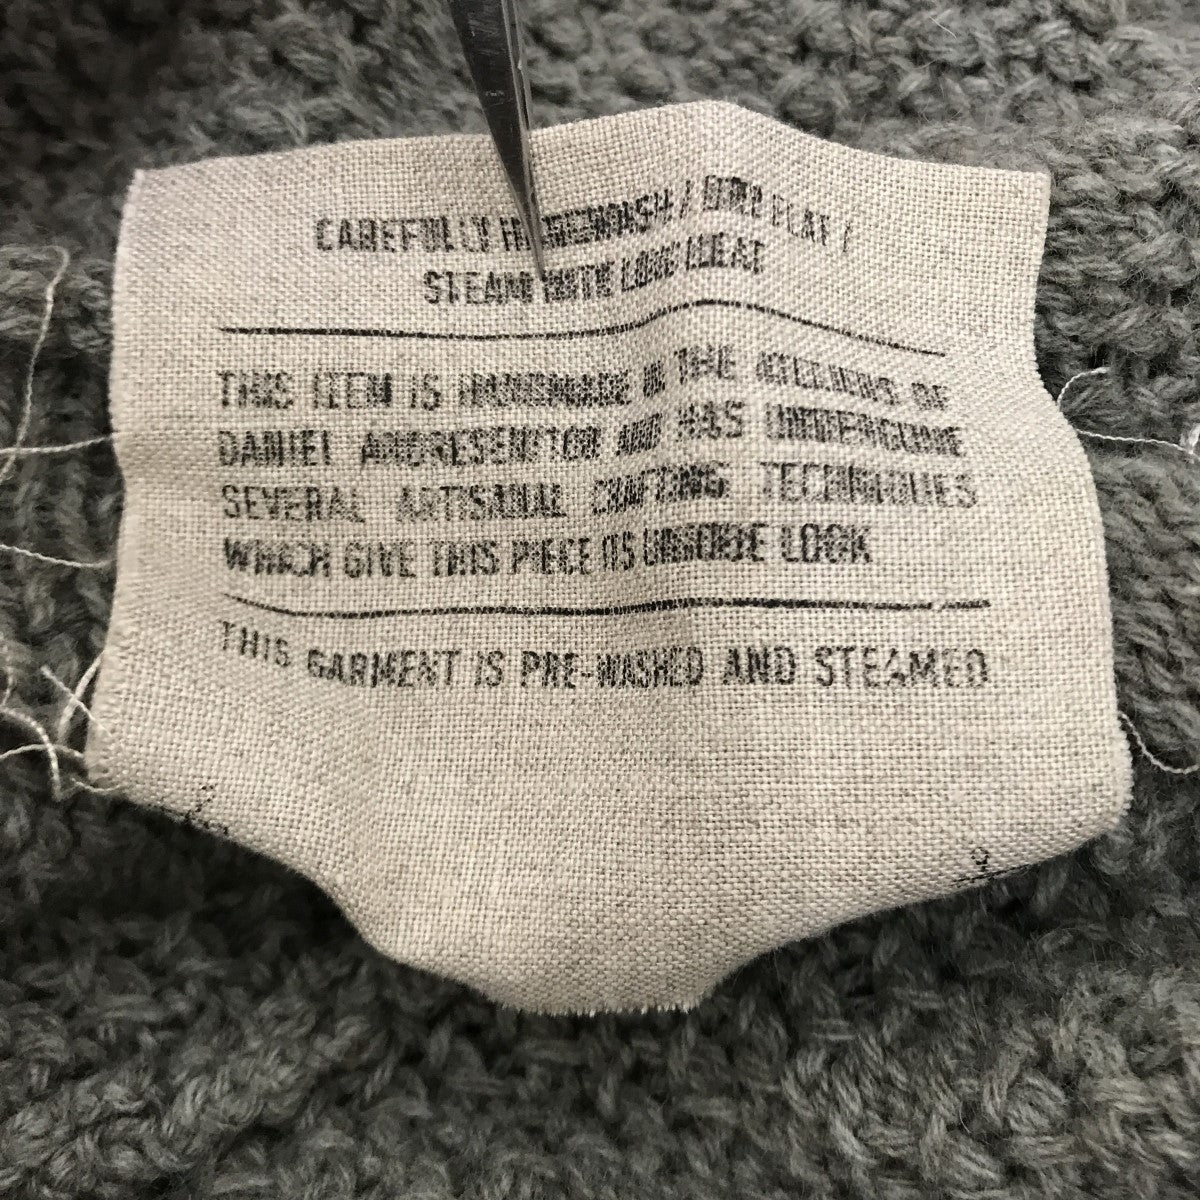 CAREFULLY HANDWASH / DRIP FLAT /
STEAM WITH LOW HEAT
THIS ITEM IS HANDMADE IN THE ATELIERS OF
DANIEL ANDRESEN/TOR AND HAS UNDERGONE
SEVERAL ARTISANAL CRAFTING TECHNIQUES
WHICH GIVE THIS PIECE ITS UNIQUE LOOK
THIS GARMENT IS PRE-WASHED AND STEAMED